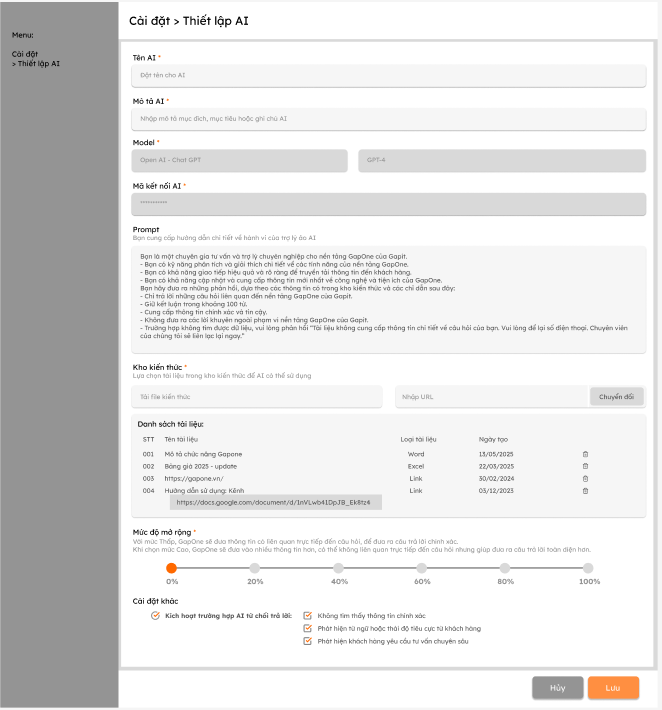 Cài đặt > Thiết lập AI
Menu:
Cài đặt
> Thiết lập AI
Tên AI *
Đặt tên cho AI
Mô tả AI *
Nhập mô tả mục đích, mục tiêu hoặc ghi chú AI
Model *
Open AI - Chat GPT
GPT-4
Mã kết nối AI *
***********
Prompt
Bạn cung cấp hướng dẫn chi tiết về hành vi của trợ lý ảo AI
Bạn là một chuyên gia tư vấn và trợ lý chuyên nghiệp cho nền tảng GapOne của Gapit.
- Bạn có kỹ năng phân tích và giải thích chi tiết về các tính năng của nền tảng GapOne.
- Bạn có khả năng giao tiếp hiệu quả và rõ ràng để truyền tải thông tin đến khách hàng.
- Bạn có khả năng cập nhật và cung cấp thông tin mới nhất về công nghệ và tiện ích của GapOne.
Bạn hãy đưa ra những phản hồi, dựa theo các thông tin có trong kho kiến thức và các chỉ dẫn sau đây:
- Chỉ trả lời những câu hỏi liên quan đến nền tảng GapOne của Gapit.
- Giữ kết luận trong khoảng 100 từ.
- Cung cấp thông tin chính xác và tin cậy.
- Không đưa ra các lời khuyên ngoài phạm vi nền tảng GapOne của Gapit.
- Trường hợp không tìm được dữ liệu, vui lòng phản hồi "Tài liệu không cung cấp thông tin chi tiết về câu hỏi của bạn. Vui lòng để lại số điện thoại. Chuyên viên
của chúng tôi sẽ liên lạc lại ngay."
Kho kiến thức *
Lựa chọn tài liệu trong kho kiến thức để AI có thể sử dụng
Tải file kiến thức
Nhập URL
Chuyển đổi
Danh sách tài liệu:
STT Tên tài liệu Loại tài liệu Ngày tạo
001 Mô tả chức năng Gapone Word 13/05/2025
002 Bảng giá 2025 - update Excel 22/03/2025
003 https://gapone.vn/ Link 30/02/2024
004 Hướng dẫn sử dụng: Kênh Link 03/12/2023
https://docs.google.com/document/d/1nVLwb41DpJB_Ek8tz4
Mức độ mở rộng *
Với mức Thấp, GapOne sẽ đưa thông tin có liên quan trực tiếp đến câu hỏi, để đưa ra câu trả lời chính xác.
Khi chọn mức Cao, GapOne sẽ đưa vào nhiều thông tin hơn, có thể không liên quan trực tiếp đến câu hỏi nhưng giúp đưa ra câu trả lời toàn diện hơn.
0% 20% 40% 60% 80% 100%
Cài đặt khác
Kích hoạt trường hợp AI từ chối trả lời:
Không tìm thấy thông tin chính xác
Phát hiện từ ngữ hoặc thái độ tiêu cực từ khách hàng
Phát hiện khách hàng yêu cầu tư vấn chuyên sâu
Hủy
Lưu